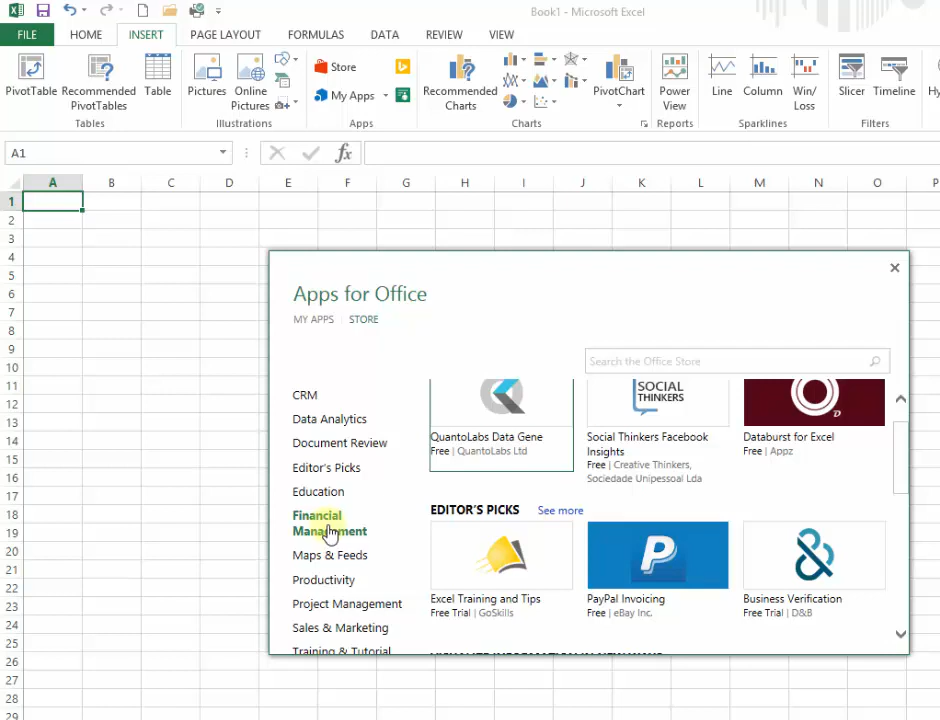 Book1 - Microsoft Excel
FILE HOME INSERT PAGE LAYOUT FORMULAS DATA REVIEW VIEW
PivotTable Recommended PivotTables Table
Pictures Online Pictures
Store
My Apps
Recommended Charts
PivotChart
Power View
Line Column Win/ Loss
Slicer Timeline
Tables Illustrations Apps Charts Reports Sparklines Filters
A1
fx
A B C D E F G H I J K L M N O P
1
2
3
4
5
6
7
8
9
10
11
12
13
14
15
16
17
18
19
20
21
22
23
24
25
26
27
28
29
Apps for Office
MY APPS STORE
Search the Office Store
CRM
Data Analytics
Document Review
Editor's Picks
Education
Financial
Management
Maps & Feeds
Productivity
Project Management
Sales & Marketing
Training & Tutorial
QuantoLabs Data Gene
Free | QuantoLabs Ltd
SOCIAL
THINKERS
Social Thinkers Facebook
Insights
Free | Creative Thinkers,
Sociedade Unipessoal Lda
D
Databurst for Excel
Free | Appz
EDITOR'S PICKS See more
Excel Training and Tips
Free Trial | GoSkills
P
PayPal Invoicing
Free | eBay Inc.
Business Verification
Free Trial | D&B